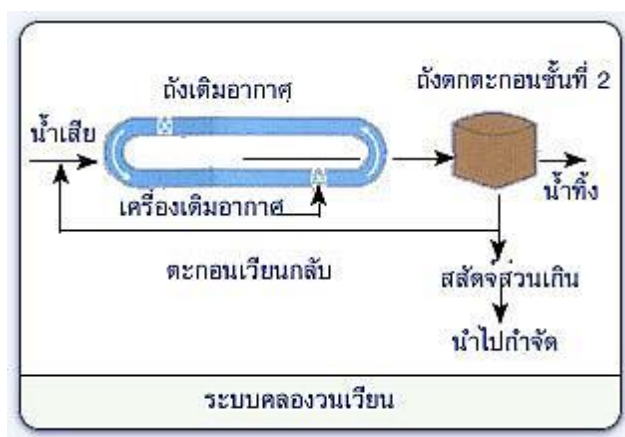 ถังเติมอากาศ
ถังตกตะกอนชั้นที่ 2
น้ำเสีย
น้ำทิ้ง
เครื่องเติมอากาศ
ตะกอนเวียนกลับ
สลัดจ์ส่วนเกิน
นำไปกำจัด
ระบบคลองวนเวียน